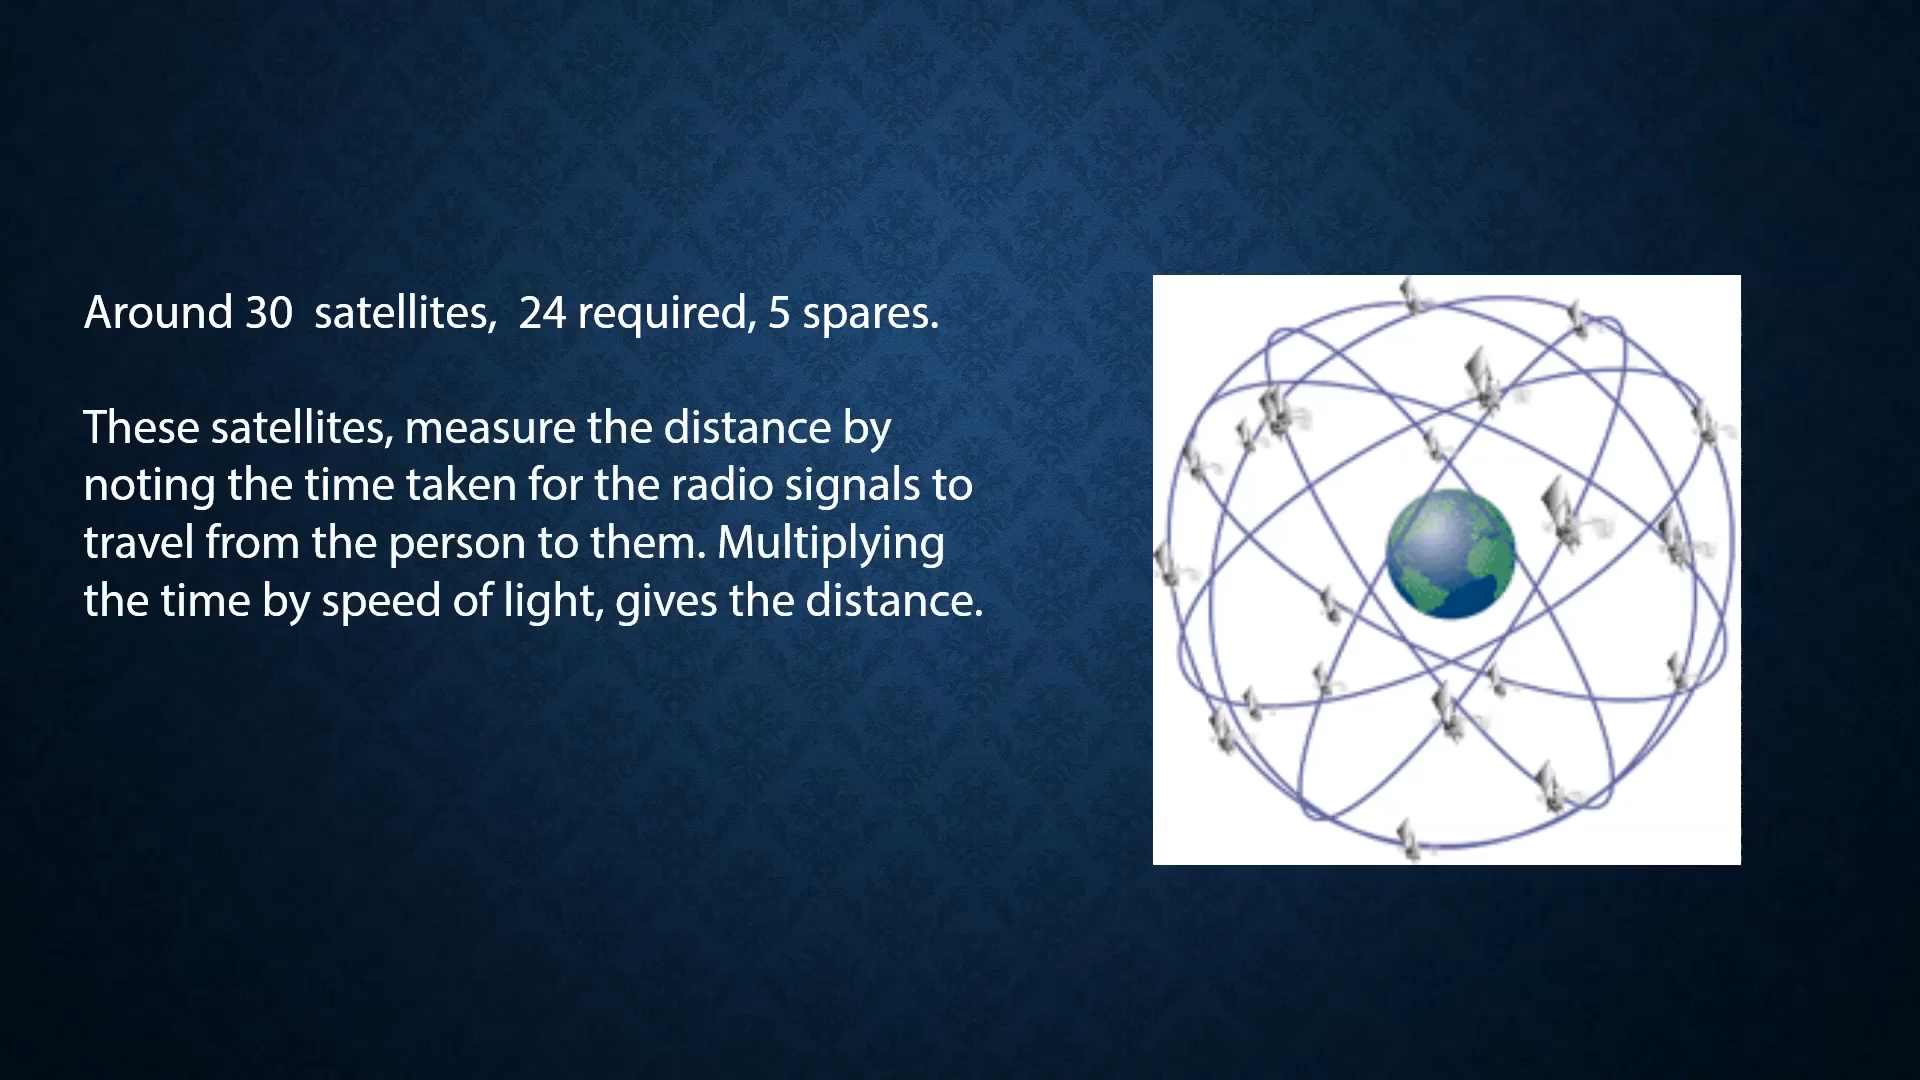 Around 30  satellites,  24 required, 5 spares.
These satellites, measure the distance by
noting the time taken for the radio signals to
travel from the person to them. Multiplying
the time by speed of light, gives the distance.